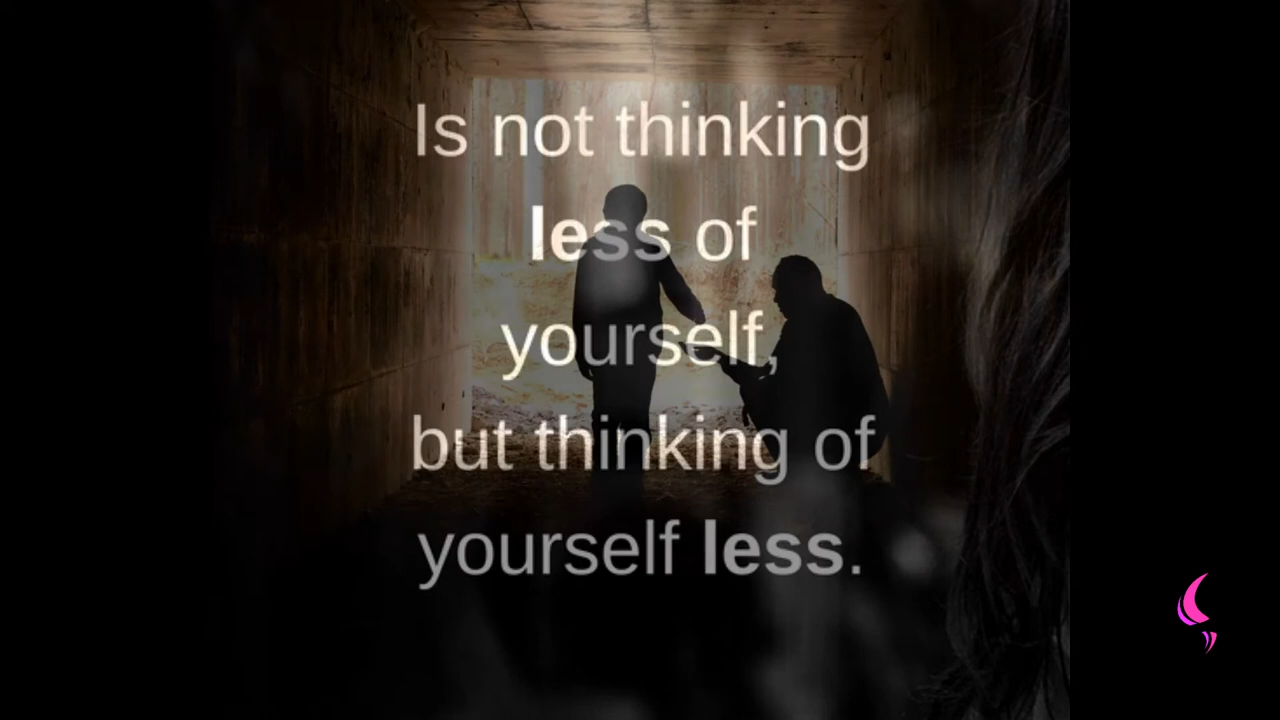 Is not thinking
less of
yourself,
but thinking of
yourself less.